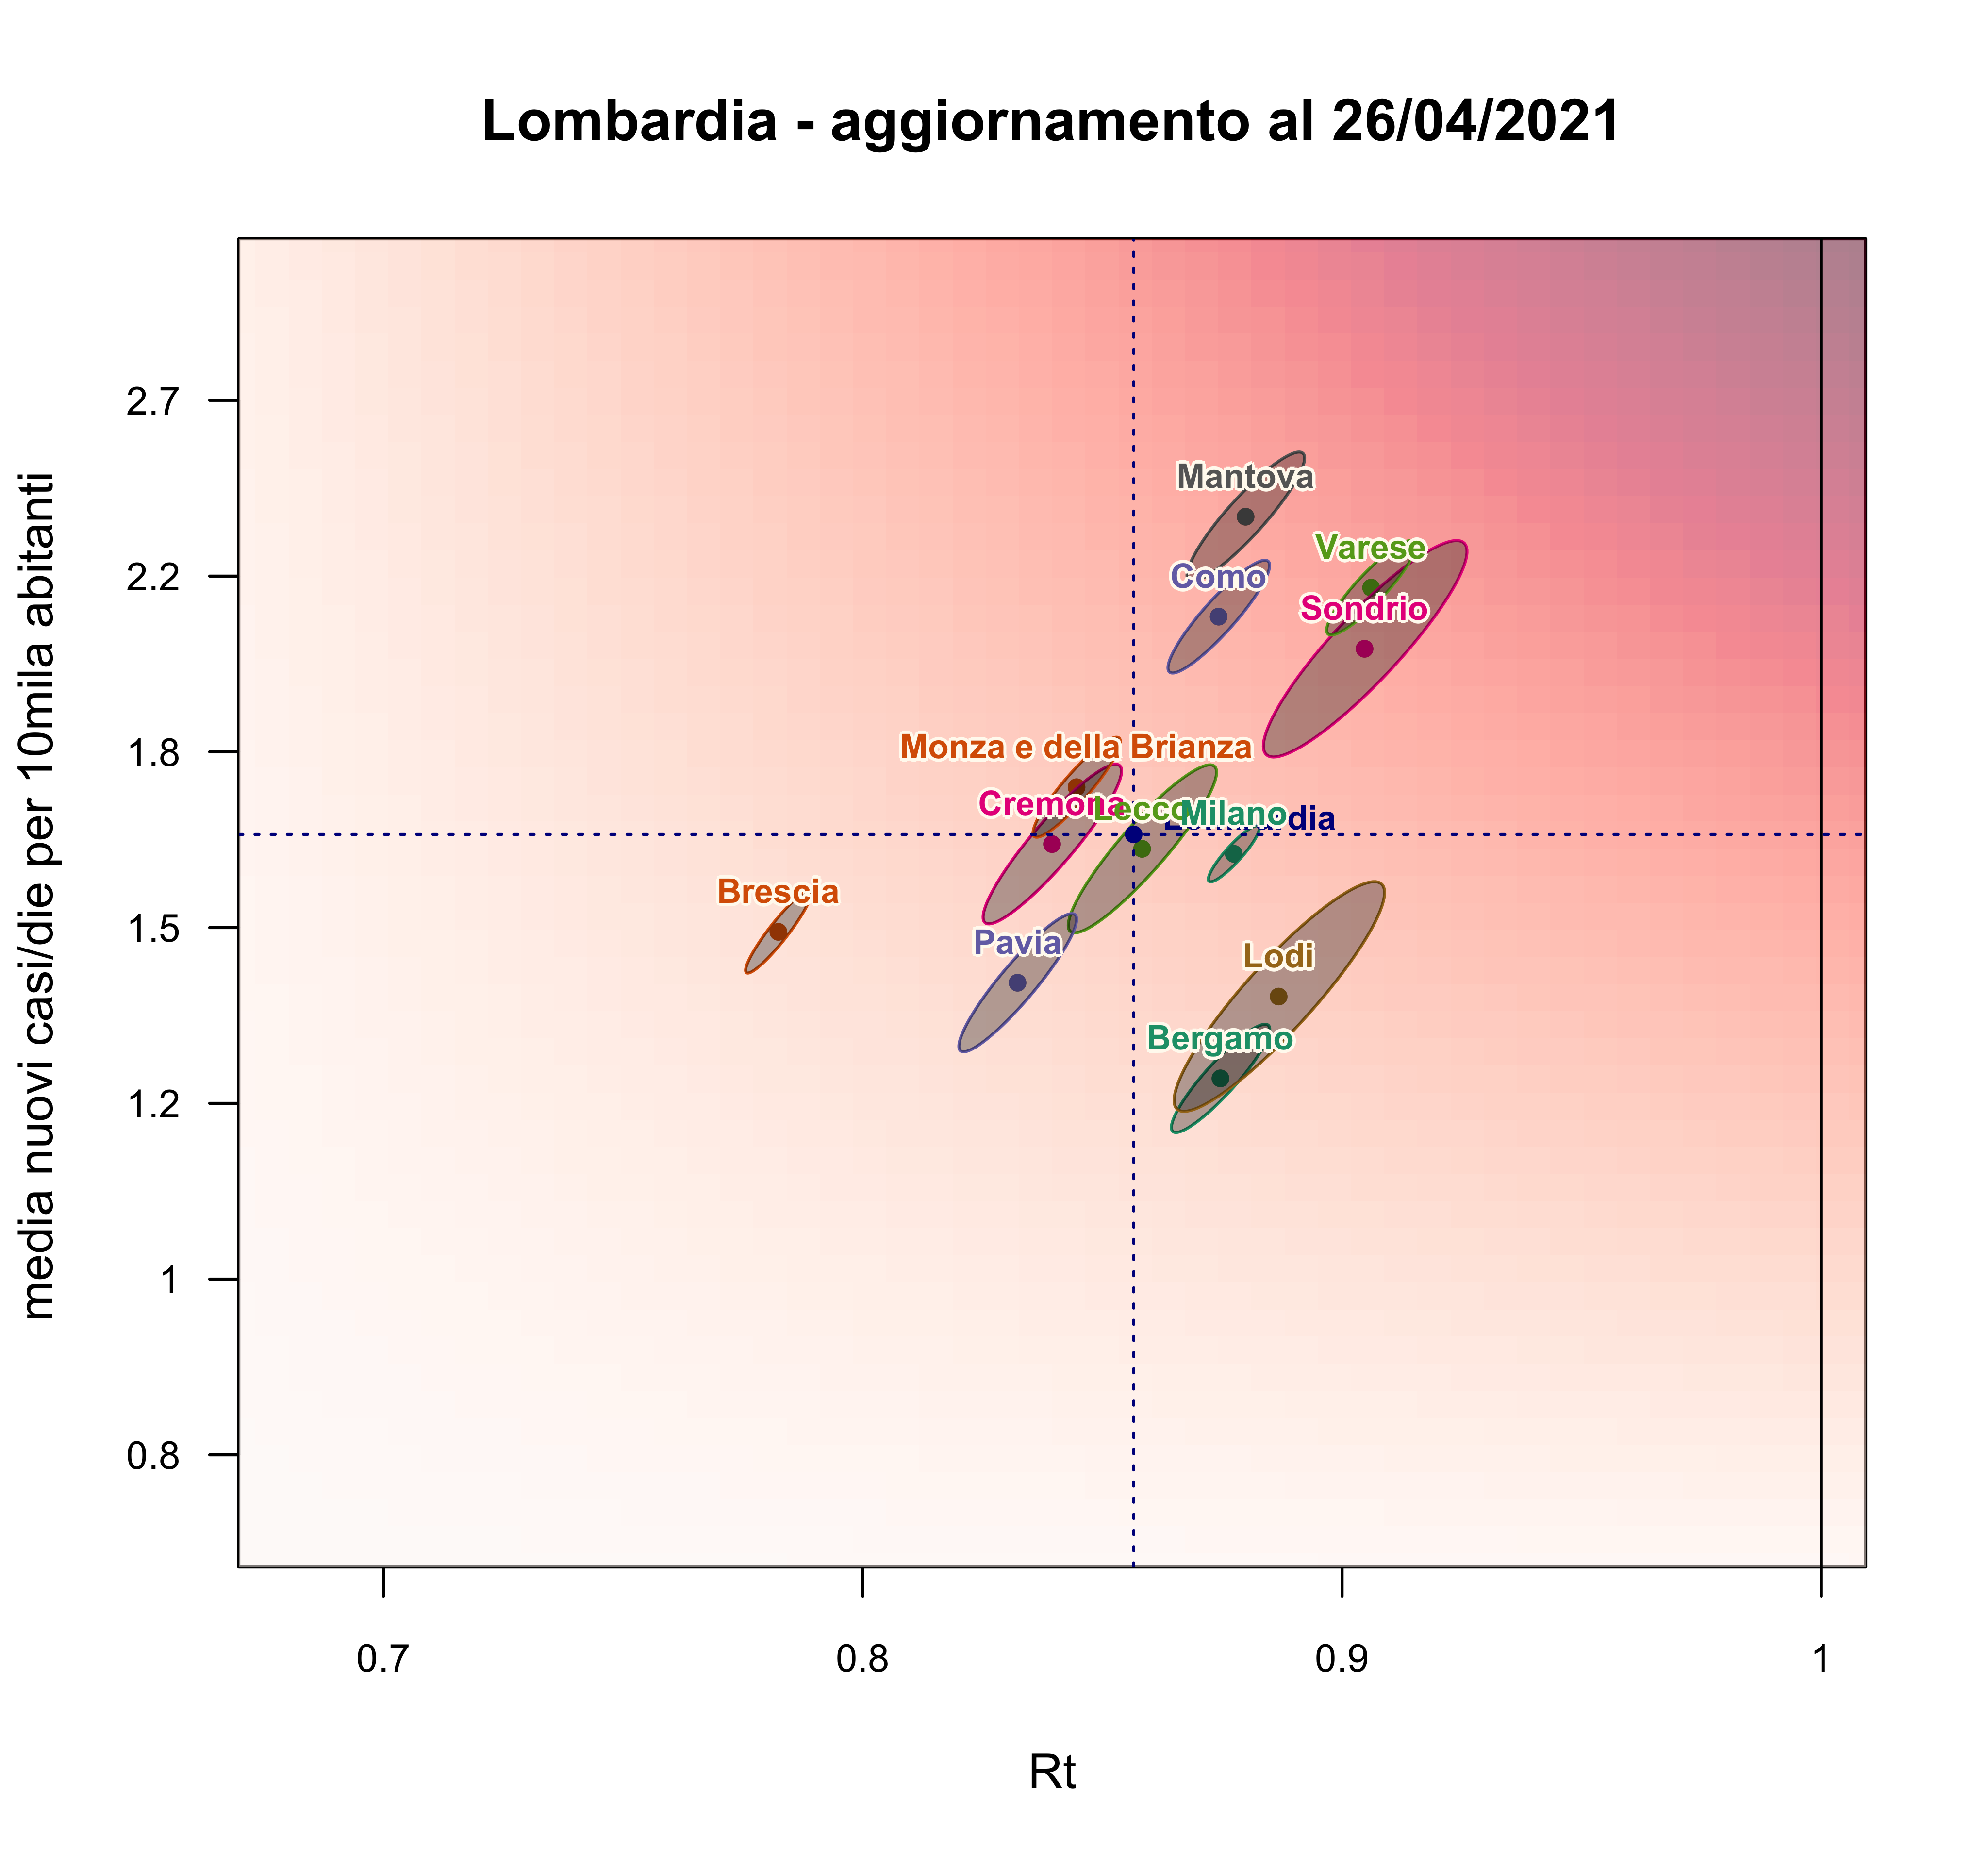 Lombardia - aggiornamento al 26/04/2021
media nuovi casi/die per 10mila abitanti
2.7
2.2
1.8
1.5
1.2
1
0.8
Mantova
Varese
Como
Sondrio
Monza e della Brianza
Cremona
Lecco
Milano
Lombardia
Brescia
Pavia
Lodi
Bergamo
0.7
0.8
0.9
1
Rt